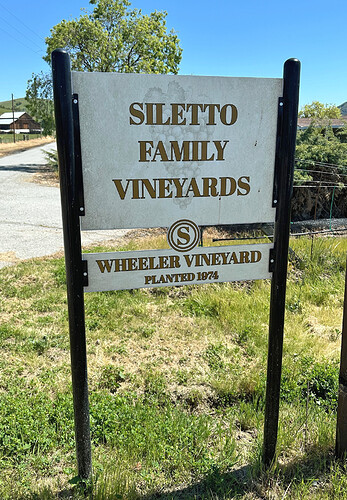 SILETTO
FAMILY
VINEYARDS
S
WHEELER VINEYARD
PLANTED 1974